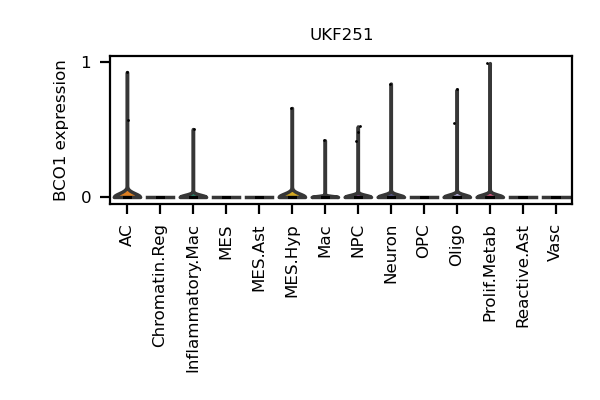 UKF251
BCO1 expression
1
0
AC
Chromatin.Reg
Inflammatory.Mac
MES
MES.Ast
MES.Hyp
Mac
NPC
Neuron
OPC
Oligo
Prolif.Metab
Reactive.Ast
Vasc